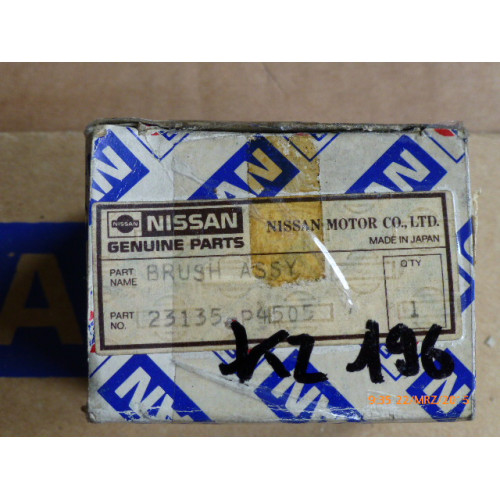 NISSAN
GENUINE PARTS
NISSAN MOTOR CO., LTD.
MADE IN JAPAN
PART NAME BRUSH ASSY
QTY
PART NO. 23135-P4505
1
KZ 196
NISSAN